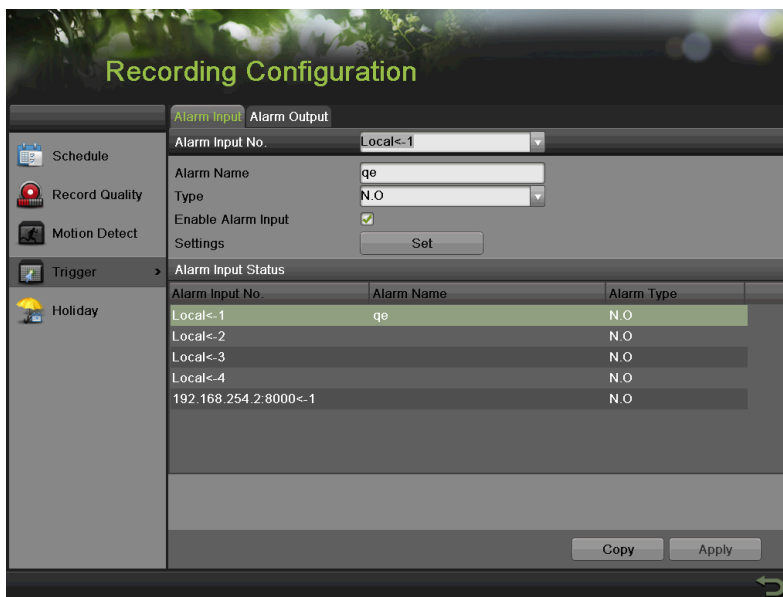 Recording Configuration
Alarm Input Alarm Output
Alarm Input No. Local<-1
Schedule
Alarm Name qe
Record Quality
Type N.O
Enable Alarm Input
Motion Detect
Settings Set
Trigger >
Alarm Input Status
Alarm Input No. Alarm Name Alarm Type
Holiday
Local<-1 qe N.O
Local<-2 N.O
Local<-3 N.O
Local<-4 N.O
192.168.254.2:8000<-1 N.O
Copy Apply